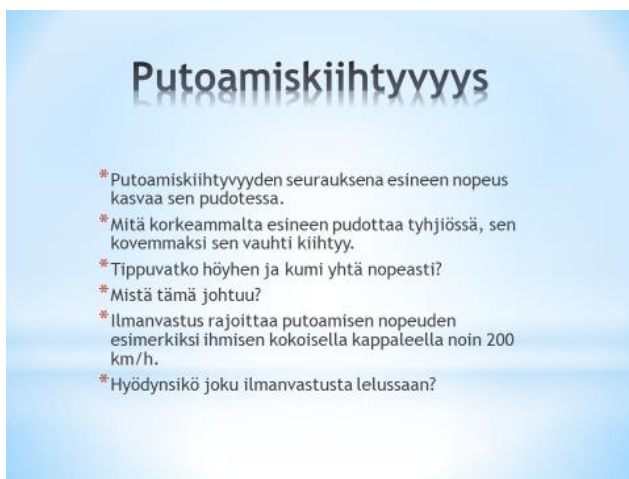 Putoamiskiihtyvyys
*Putoamiskiihtyvyyden seurauksena esineen nopeus
kasvaa sen pudotessa.
*Mitä korkeammalta esineen pudottaa tyhjiössä, sen
kovemmaksi sen vauhti kiihtyy.
*Tippuvatko höyhen ja kumi yhtä nopeasti?
*Mistä tämä johtuu?
*Ilmanvastus rajoittaa putoamisen nopeuden
esimerkiksi ihmisen kokoisella kappaleella noin 200
km/h.
*Hyödynsikö joku ilmanvastusta lelussaan?